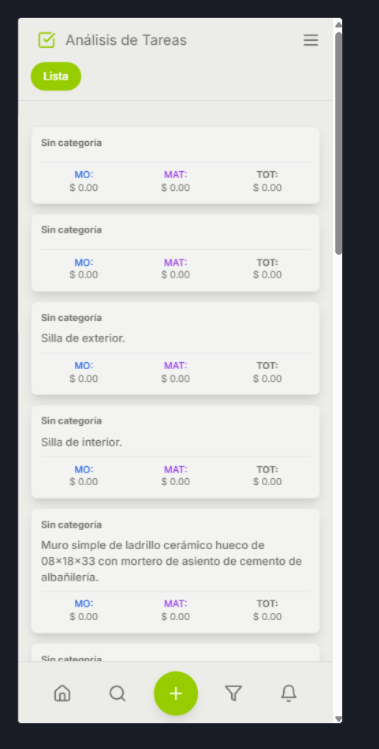 Análisis de Tareas
Lista
Sin categoría
MO: MAT: TOT:
$ 0.00 $ 0.00 $ 0.00
Sin categoría
MO: MAT: TOT:
$ 0.00 $ 0.00 $ 0.00
Sin categoría
Silla de exterior.
MO: MAT: TOT:
$ 0.00 $ 0.00 $ 0.00
Sin categoría
Silla de interior.
MO: MAT: TOT:
$ 0.00 $ 0.00 $ 0.00
Sin categoría
Muro simple de ladrillo cerámico hueco de
08x18x33 con mortero de asiento de cemento de
albañilería.
MO: MAT: TOT:
$ 0.00 $ 0.00 $ 0.00
Sin categoría